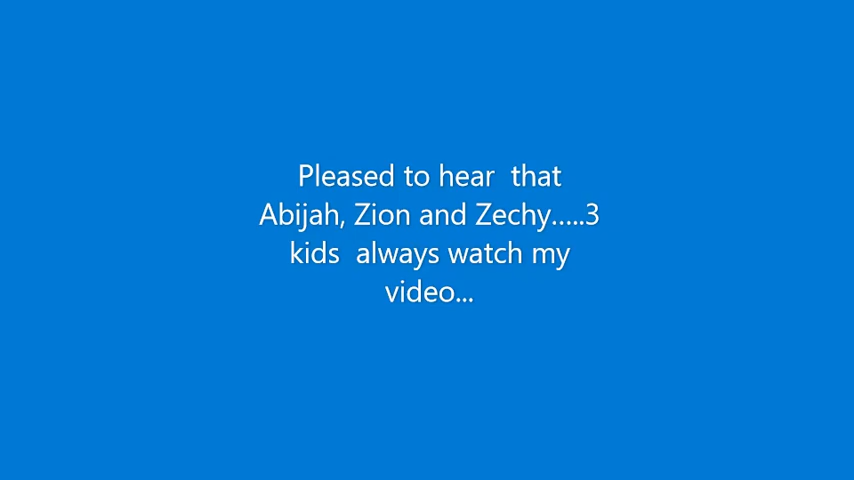 Pleased to hear  that
Abijah, Zion and Zechy.....3
kids  always watch my
video...